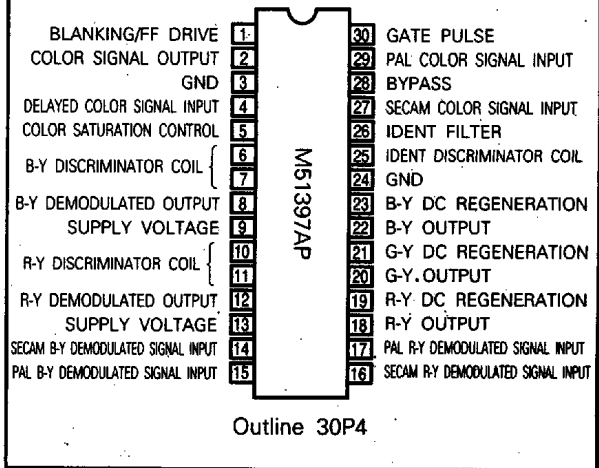 BLANKING/FF DRIVE 1 30 GATE PULSE
COLOR SIGNAL OUTPUT 2 29 PAL COLOR SIGNAL INPUT
GND 3 28 BYPASS
DELAYED COLOR SIGNAL INPUT 4 27 SECAM COLOR SIGNAL INPUT
COLOR SATURATION CONTROL 5 26 IDENT FILTER
B-Y DISCRIMINATOR COIL 6 25 IDENT DISCRIMINATOR COIL
7 24 GND
B-Y DEMODULATED OUTPUT 8 23 B-Y DC REGENERATION
SUPPLY VOLTAGE 9 22 B-Y OUTPUT
R-Y DISCRIMINATOR COIL 10 21 G-Y DC REGENERATION
11 20 G-Y.OUTPUT
R-Y DEMODULATED OUTPUT 12 19 R-Y DC REGENERATION
SUPPLY VOLTAGE 13 18 R-Y OUTPUT
SECAM B-Y DEMODULATED SIGNAL INPUT 14 17 PAL R-Y DEMODULATED SIGNAL INPUT
PAL B-Y DEMODULATED SIGNAL INPUT 15 16 SECAM R-Y DEMODULATED SIGNAL INPUT
M51397AP
Outline 30P4